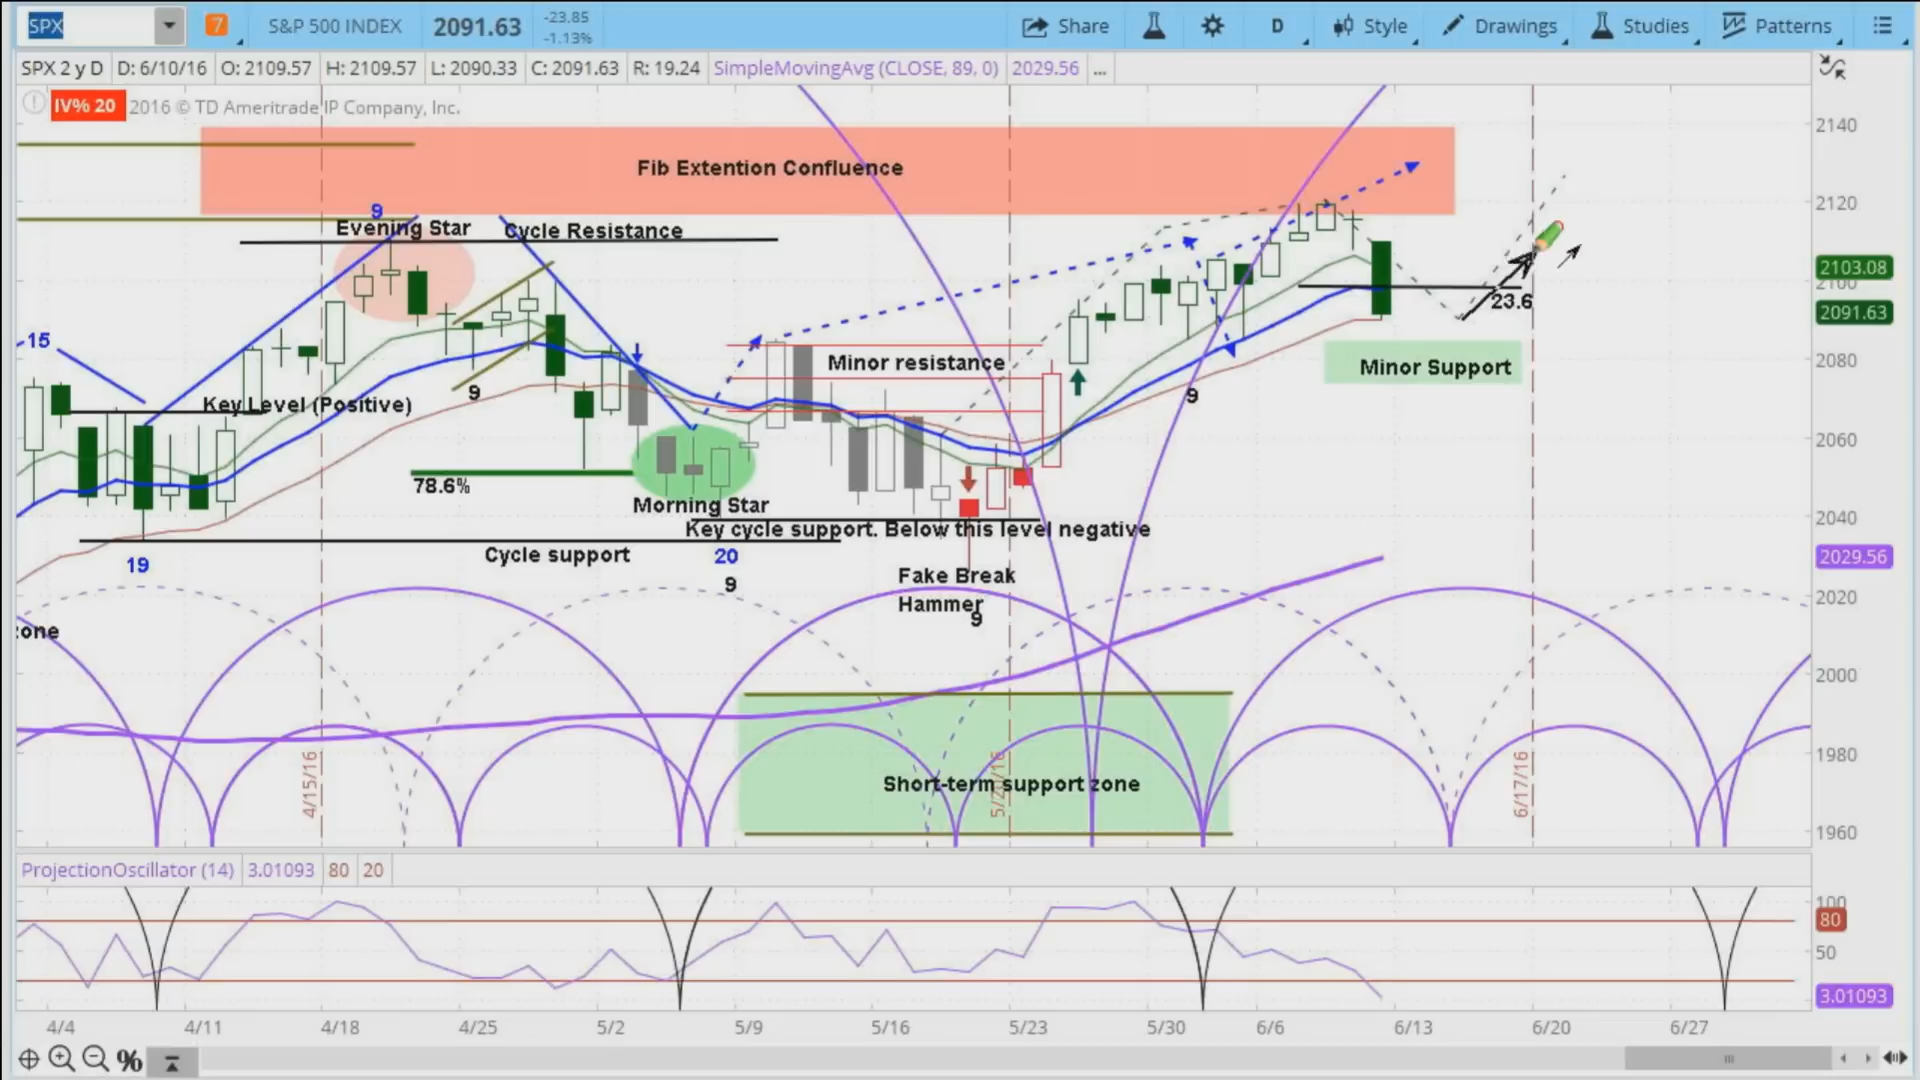 SPX 7 S&P 500 INDEX 2091.63 -23.85 -1.13% Share D Style Drawings Studies Patterns
SPX 2 y D D: 6/10/16 O: 2109.57 H: 2109.57 L: 2090.33 C: 2091.63 R: 19.24 SimpleMovingAvg (CLOSE, 89, 0) 2029.56 ...
IV% 20 2016 © TD Ameritrade IP Company, Inc.
2140
Fib Extention Confluence
2120
9
Evening Star
Cycle Resistance
2103.08
2100
23.6
2091.63
15
Minor resistance
Minor Support
2080
9
9
Key Level (Positive)
2060
78.6%
Morning Star
2040
Key cycle support. Below this level negative
Cycle support
20
2029.56
19
9
Fake Break
Hammer
9
2020
zone
2000
4/15/16
5/20/16
6/17/16
1980
Short-term support zone
1960
ProjectionOscillator (14) 3.01093 80 20
100
80
50
3.01093
4/4 4/11 4/18 4/25 5/2 5/9 5/16 5/23 5/30 6/6 6/13 6/20 6/27
%